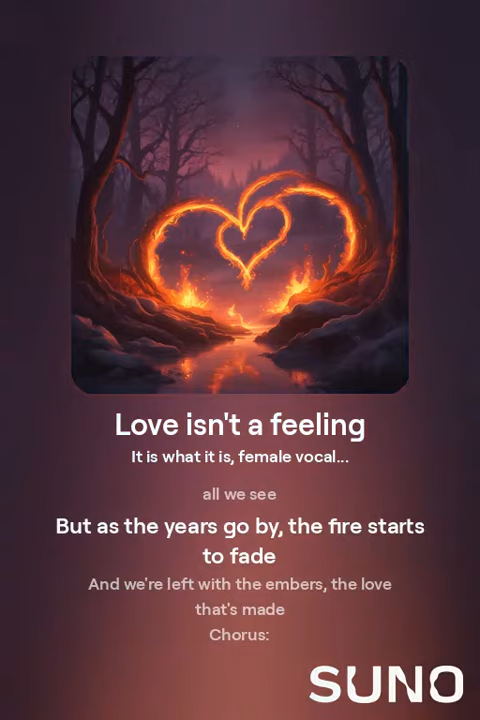 Love isn't a feeling
It is what it is, female vocal...
all we see
But as the years go by, the fire starts
to fade
And we're left with the embers, the love
that's made
Chorus:
SUNO